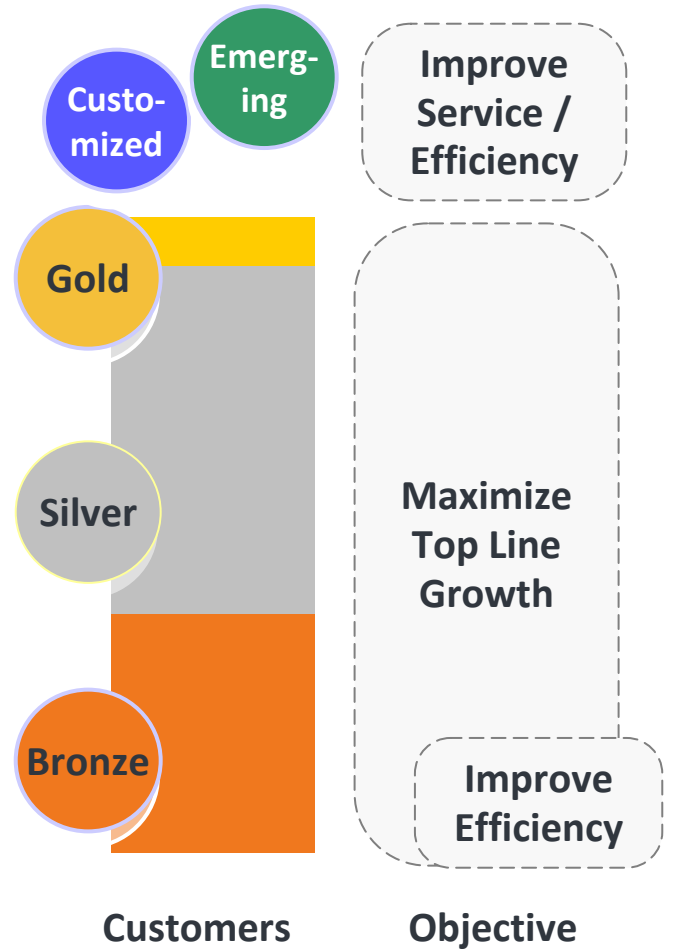 Custo-
mized
Emerg-
ing
Improve
Service /
Efficiency
Gold
Silver
Maximize
Top Line
Growth
Bronze
Improve
Efficiency
Customers
Objective